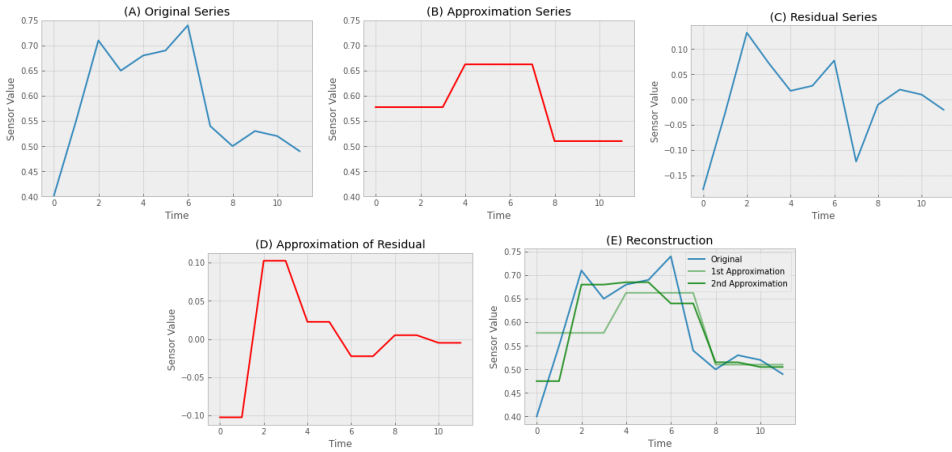 (A) Original Series
Sensor Value
0.75
0.70
0.65
0.60
0.55
0.50
0.45
0.40
0 2 4 6 8 10
Time
(B) Approximation Series
Sensor Value
0.75
0.70
0.65
0.60
0.55
0.50
0.45
0.40
0 2 4 6 8 10
Time
(C) Residual Series
Sensor Value
0.10
0.05
0.00
−0.05
−0.10
−0.15
0 2 4 6 8 10
Time
(D) Approximation of Residual
Sensor Value
0.10
0.05
0.00
−0.05
−0.10
0 2 4 6 8 10
Time
(E) Reconstruction
Sensor Value
0.75
0.70
0.65
0.60
0.55
0.50
0.45
0.40
Original
1st Approximation
2nd Approximation
0 2 4 6 8 10
Time